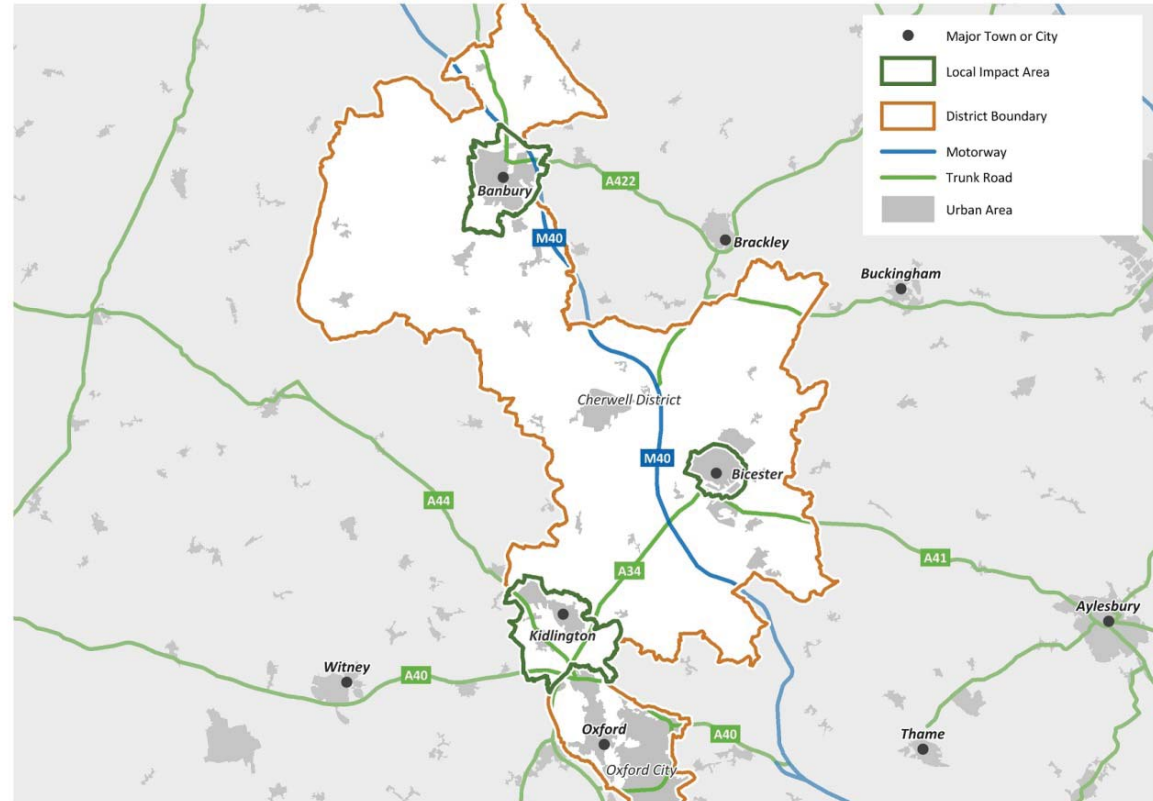 Major Town or City
Local Impact Area
District Boundary
Motorway
Trunk Road
Urban Area
Banbury
A422
M40
Brackley
Buckingham
Cherwell District
M40
Bicester
A44
A41
A34
Kidlington
Aylesbury
Witney
A40
Oxford
A40
Thame
Oxford City